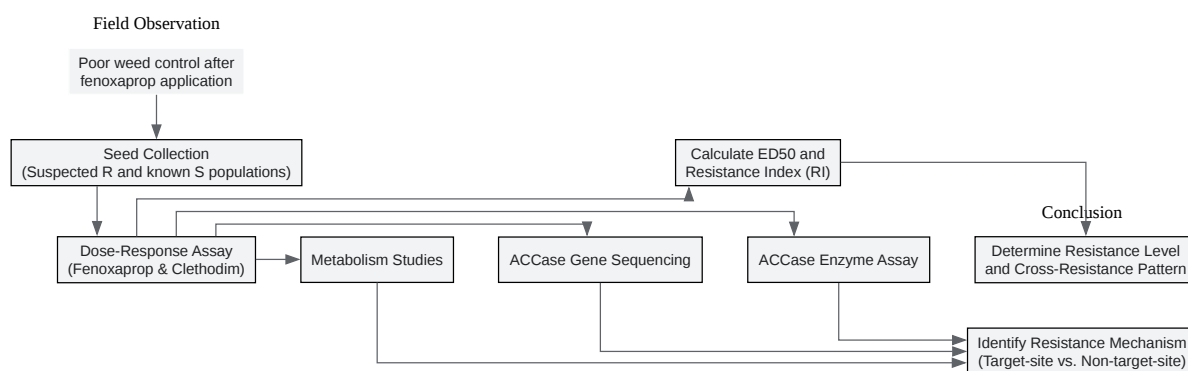 Field Observation
Poor weed control after
fenoxaprop application
Seed Collection
(Suspected R and known S populations)
Calculate ED50 and
Resistance Index (RI)
Conclusion
Dose-Response Assay
(Fenoxaprop & Clethodim)
Metabolism Studies
ACCase Gene Sequencing
ACCase Enzyme Assay
Determine Resistance Level
and Cross-Resistance Pattern
Identify Resistance Mechanism
(Target-site vs. Non-target-site)